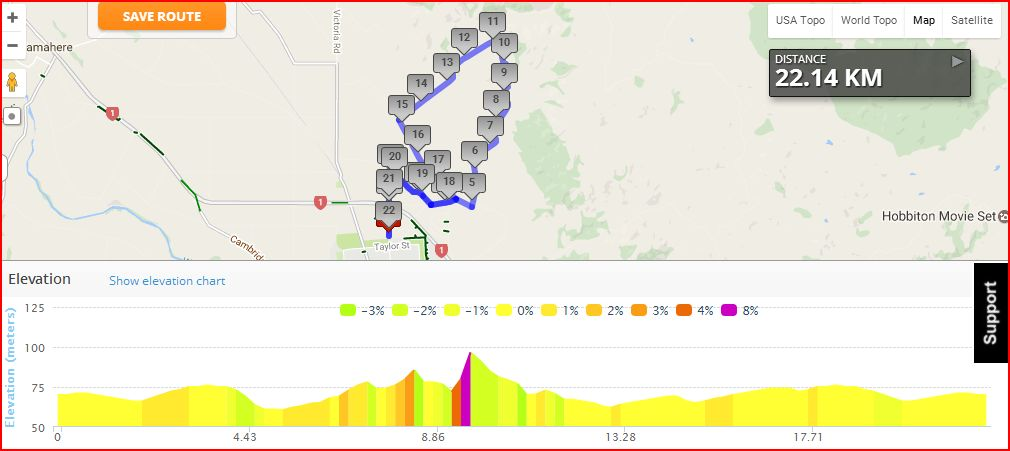 +
SAVE ROUTE
−
amahere
1
Victoria Rd
11
12
10
13
9
14
8
15
7
16
6
20
17
21
19
18
5
22
1
1
Cambridg
Taylor St
USA Topo
World Topo
Map
Satellite
DISTANCE
22.14 KM
Hobbiton Movie Set
Elevation
Show elevation chart
Support
Elevation (meters)
125
100
75
50
−3%
−2%
−1%
0%
1%
2%
3%
4%
8%
0
4.43
8.86
13.28
17.71